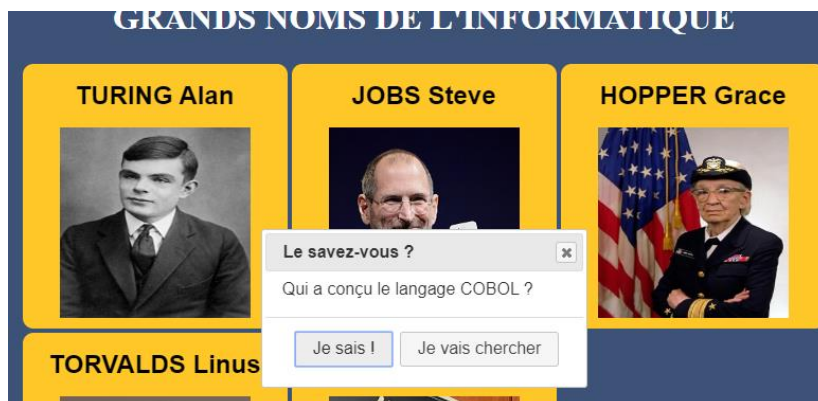 GRANDS NOMS DE L'INFORMATIQUE
TURING Alan
JOBS Steve
HOPPER Grace
Le savez-vous ?
Qui a conçu le langage COBOL ?
Je sais !
Je vais chercher
TORVALDS Linus